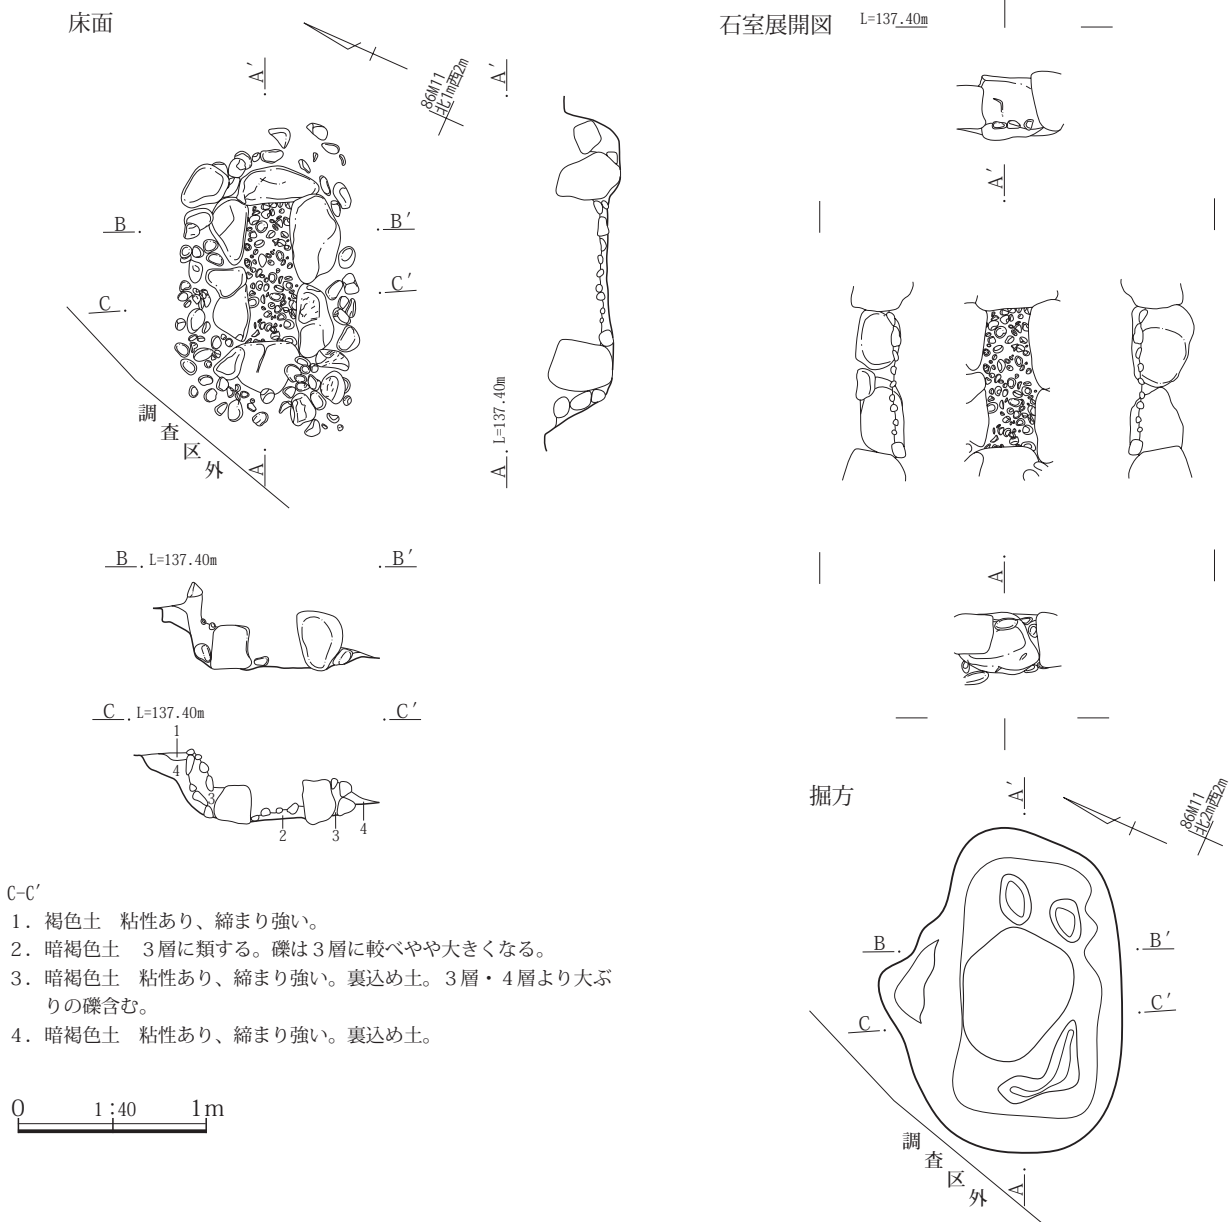 床面
A′
86M11
北1m西2m
A′
B
B′
C
C′
調査区外
A
A L=137.40m
B L=137.40m
B′
C L=137.40m
C′
1
4
3
2
3
4
C-C′
1．褐色土　粘性あり、締まり強い。
2．暗褐色土　３層に類する。礫は３層に較べやや大きくなる。
3．暗褐色土　粘性あり、締まり強い。裏込め土。３層・４層より大ぶ
りの礫含む。
4．暗褐色土　粘性あり、締まり強い。裏込め土。
0 1:40 1m
石室展開図
L=137.40m
A′
A
掘方
A′
86M11
北2m西2m
B
B′
C
C′
調査区外
A